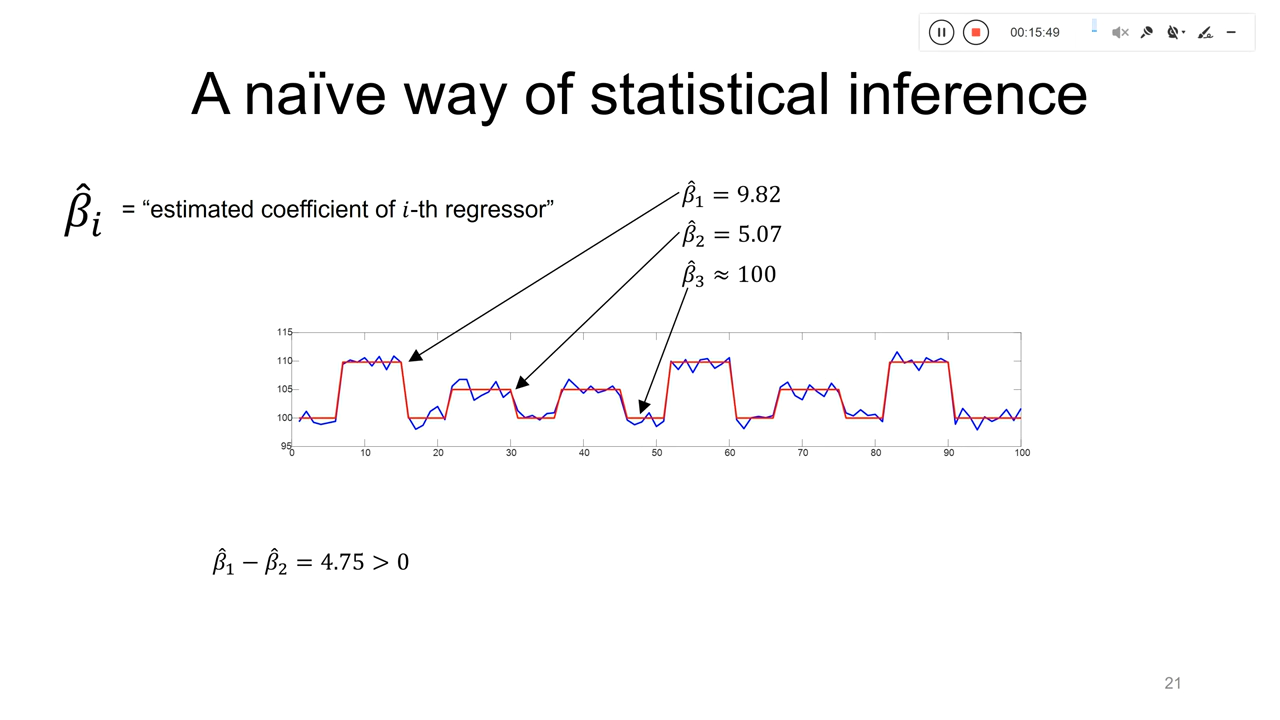 00:15:49
A naïve way of statistical inference
β̂ᵢ = “estimated coefficient of 𝑖-th regressor”
β̂₁ = 9.82
β̂₂ = 5.07
β̂₃ ≈ 100
115
110
105
100
95
0 10 20 30 40 50 60 70 80 90 100
β̂₁ − β̂₂ = 4.75 > 0
21